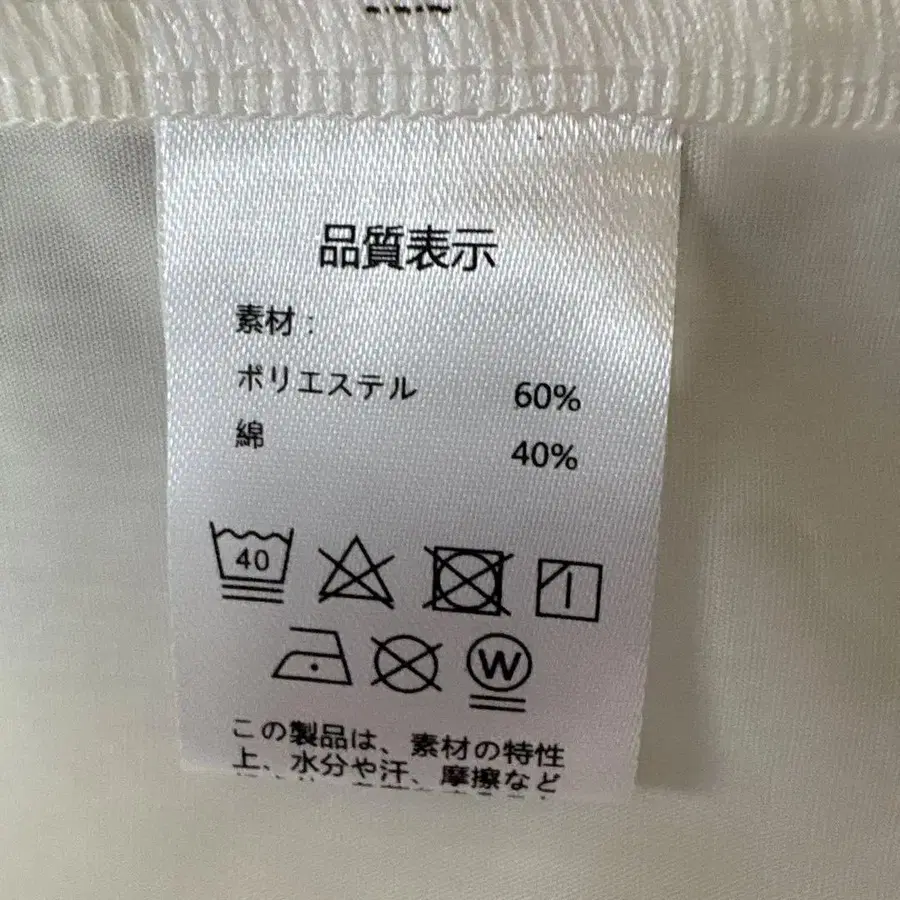 品質表示
素材：
ポリエステル 60%
綿 40%
40
W
この製品は、素材の特性
上、水分や汗、摩擦など